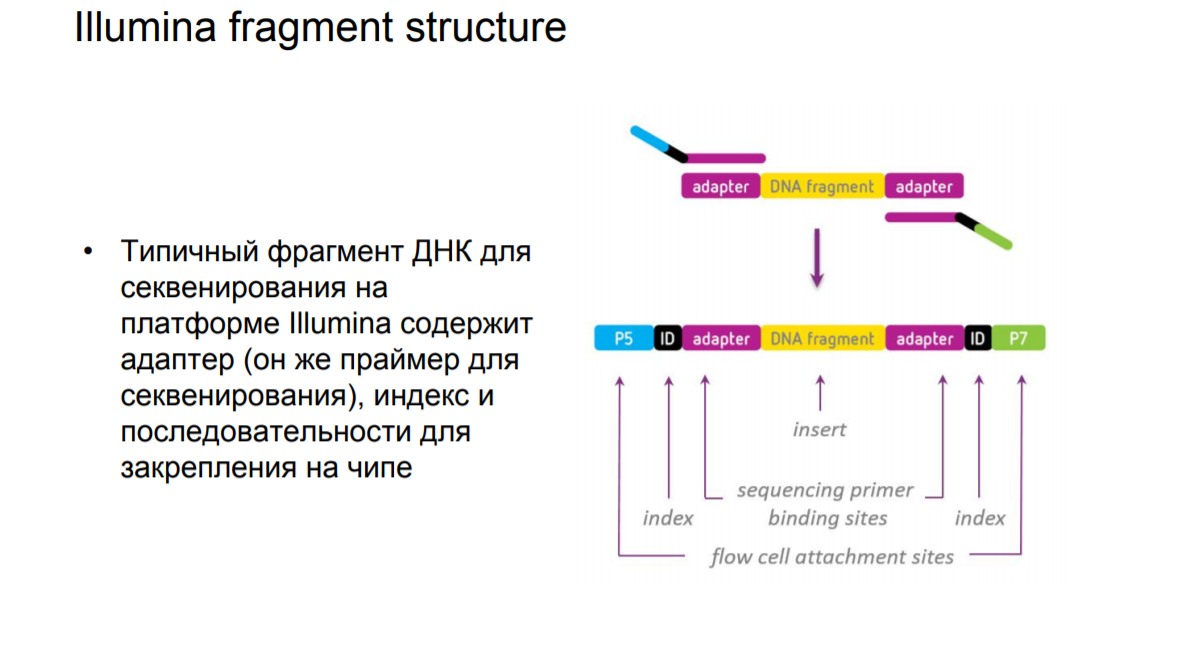 Illumina fragment structure
• Типичный фрагмент ДНК для
секвенирования на
платформе Illumina содержит
адаптер (он же праймер для
секвенирования), индекс и
последовательности для
закрепления на чипе
adapter DNA fragment adapter
P5 ID adapter DNA fragment adapter ID P7
insert
sequencing primer
index binding sites index
flow cell attachment sites